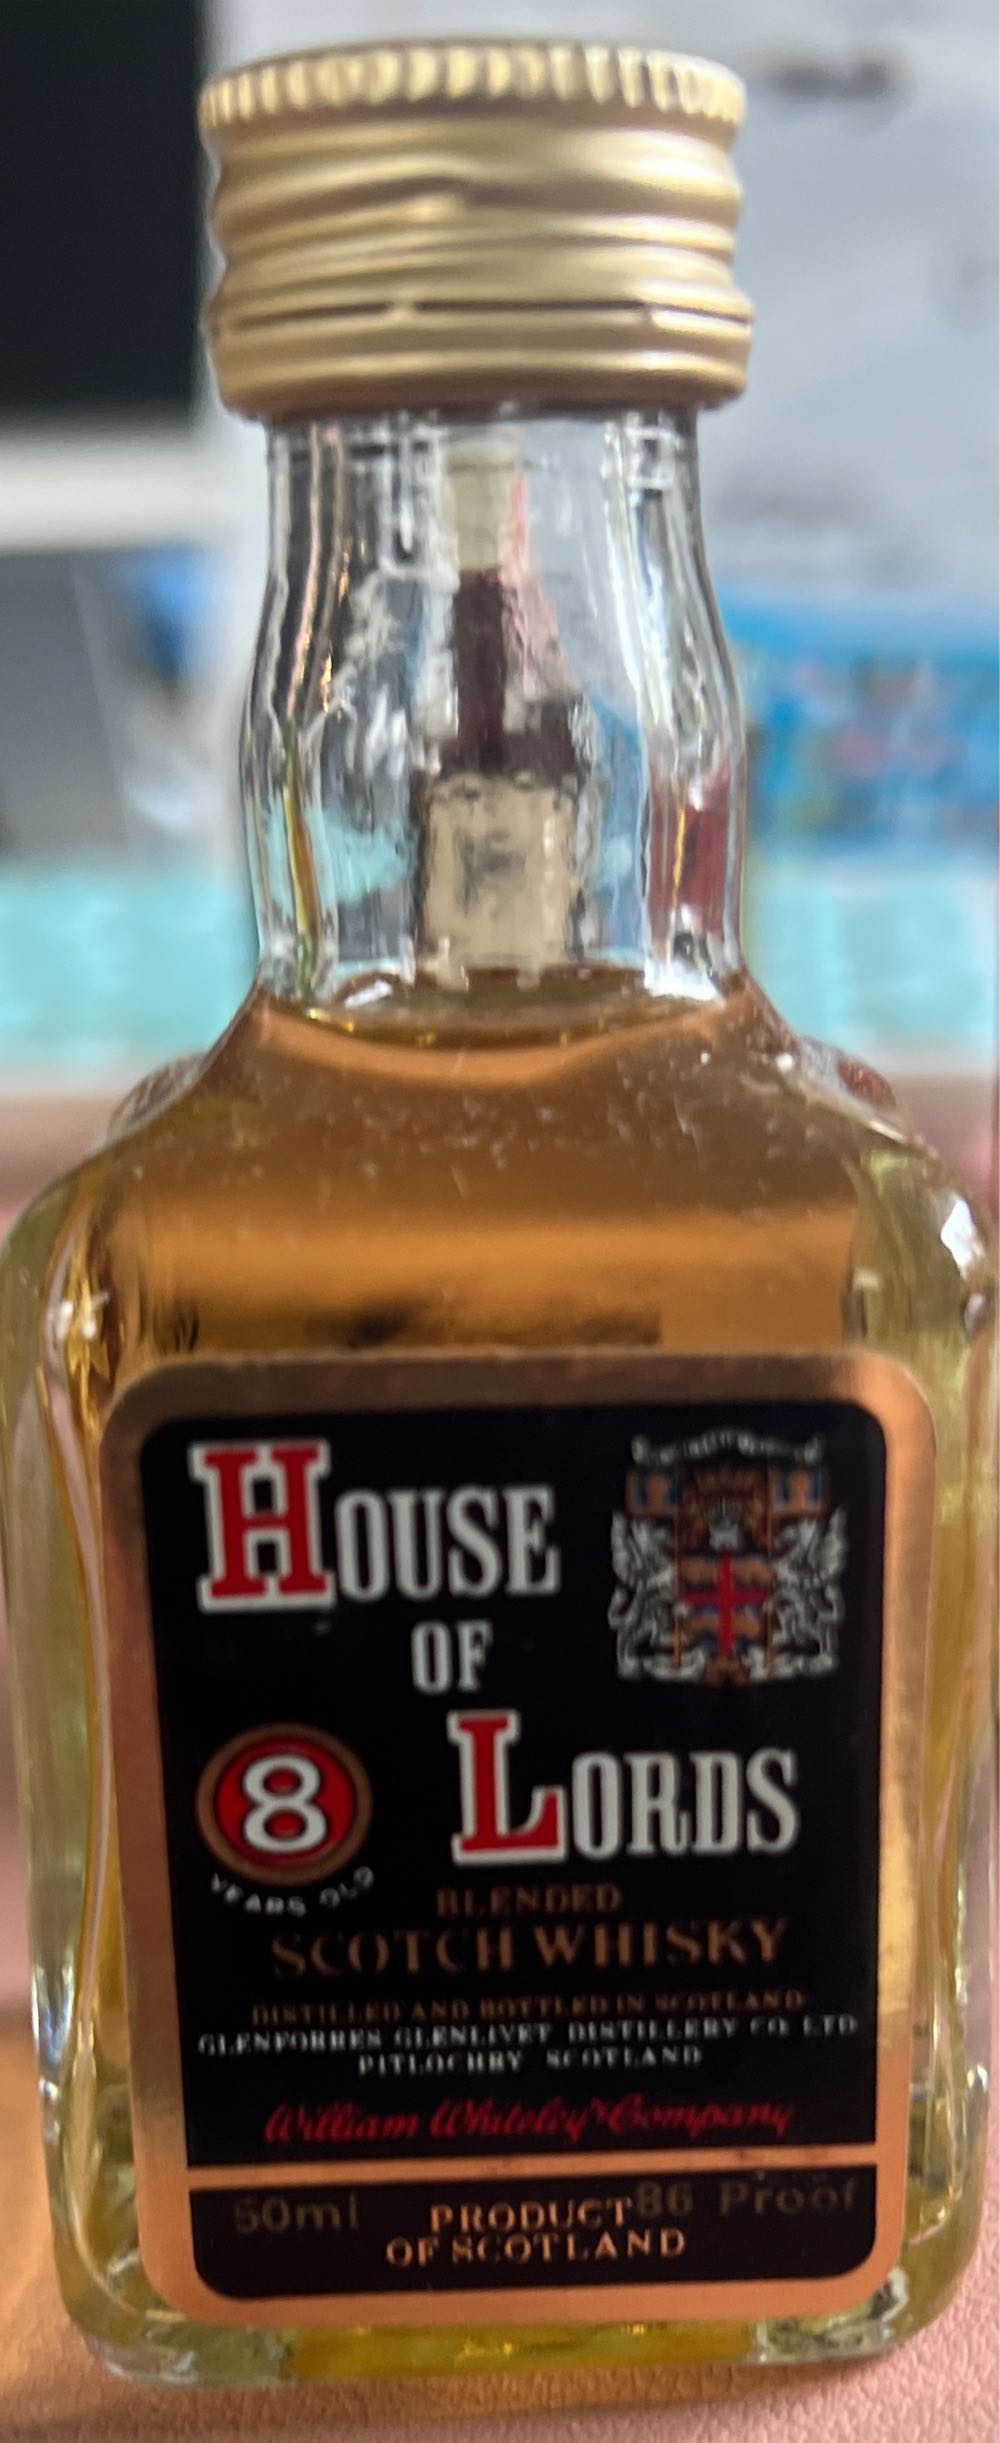 HOUSE
OF
LORDS
8
YEARS OLD
BLENDED
SCOTCH WHISKY
DISTILLED AND BOTTLED IN SCOTLAND
GLENFORRES GLENLIVET DISTILLERY CO. LTD
PITLOCHRY SCOTLAND
William Whiteley & Company
50ml PRODUCT 86 Proof
OF SCOTLAND